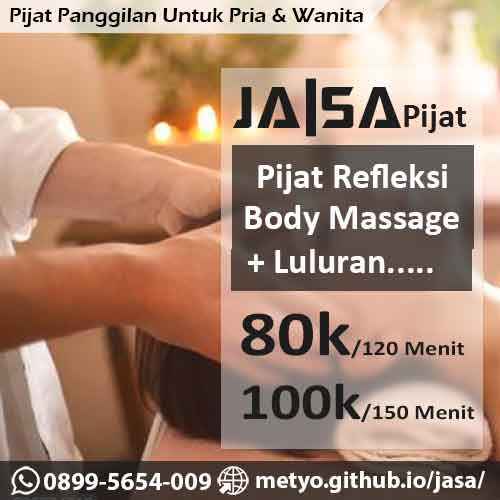 Pijat Panggilan Untuk Pria & Wanita
JA|SA Pijat
Pijat Refleksi
Body Massage
+ Luluran.....
80k/120 Menit
100k/150 Menit
0899-5654-009 metyo.github.io/jasa/